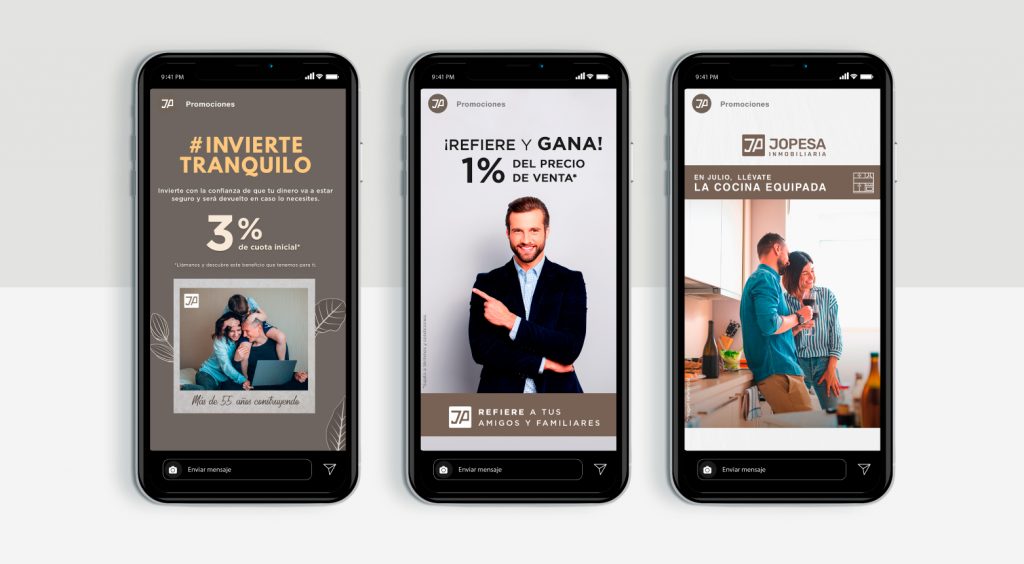 9:41 PM
JP Promociones
#INVIERTE
TRANQUILO
Invierte con la confianza de que tu dinero va a estar
seguro y será devuelto en caso lo necesites.
3%
de cuota inicial*
*Llámanos y descubre este beneficio que tenemos para ti.
JP
Más de 55 años construyendo
Enviar mensaje
9:41 PM
JP Promociones
¡REFIERE Y GANA!
1% DEL PRECIO
DE VENTA*
*Sujeto a términos y condiciones
JP REFIERE A TUS
AMIGOS Y FAMILIARES
Enviar mensaje
9:41 PM
JP Promociones
JP JOPESA
INMOBILIARIA
EN JULIO, LLÉVATE
LA COCINA EQUIPADA
Enviar mensaje